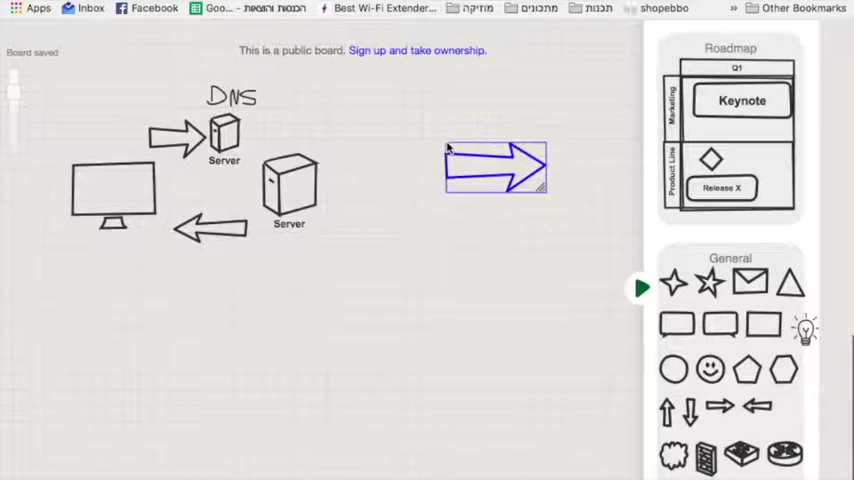 Apps Inbox Facebook Goo... - הכנסות והוצאות Best Wi-Fi Extender... מוזיקה מתכונים תכנות shopebbo » Other Bookmarks
Board saved
This is a public board. Sign up and take ownership.
DNS
Server
Server
Roadmap
Q1
Marketing
Keynote
Product Line
Release X
General